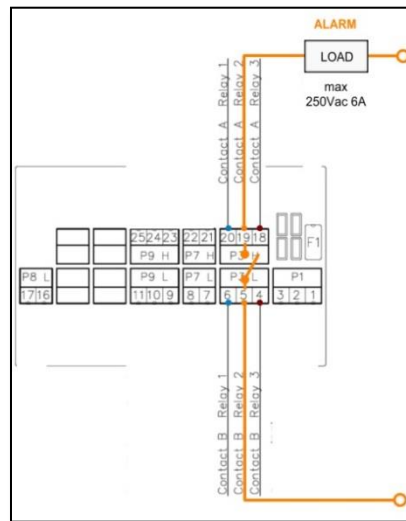 ALARM
LOAD
max
250Vac 6A
Contact A Relay 1
Contact A Relay 2
Contact A Relay 3
25 24 23 22 21 20 19 18
P9 H P7 H P3 H F1
P8 L P9 L P7 L P3 L P1
17 16 11 10 9 8 7 6 5 4 3 2 1
Contact B Relay 1
Contact B Relay 2
Contact B Relay 3